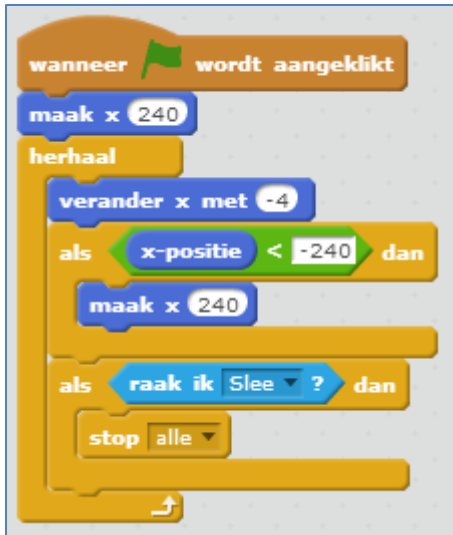 wanneer wordt aangeklikt
maak x 240
herhaal
verander x met -4
als x-positie < -240 dan
maak x 240
als raak ik Slee ? dan
stop alle